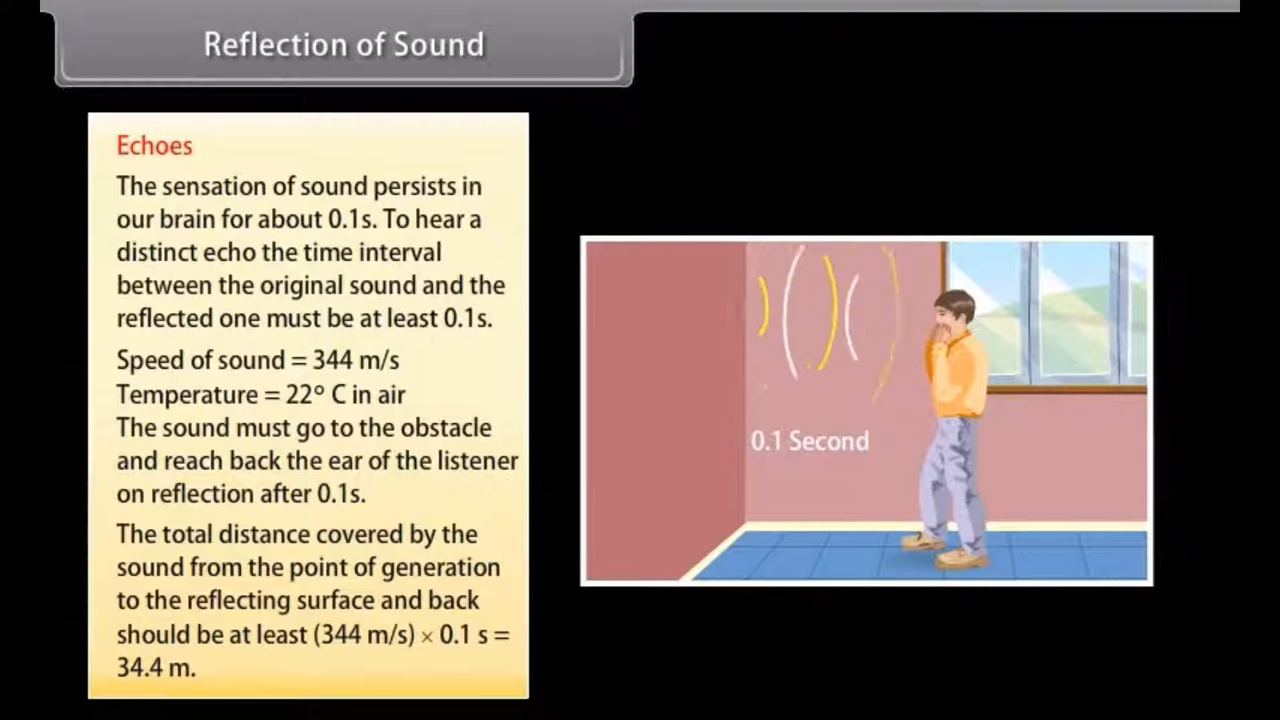 Reflection of Sound
Echoes
The sensation of sound persists in
our brain for about 0.1s. To hear a
distinct echo the time interval
between the original sound and the
reflected one must be at least 0.1s.
Speed of sound = 344 m/s
Temperature = 22° C in air
The sound must go to the obstacle
and reach back the ear of the listener
on reflection after 0.1s.
The total distance covered by the
sound from the point of generation
to the reflecting surface and back
should be at least (344 m/s) × 0.1 s =
34.4 m.
0.1 Second